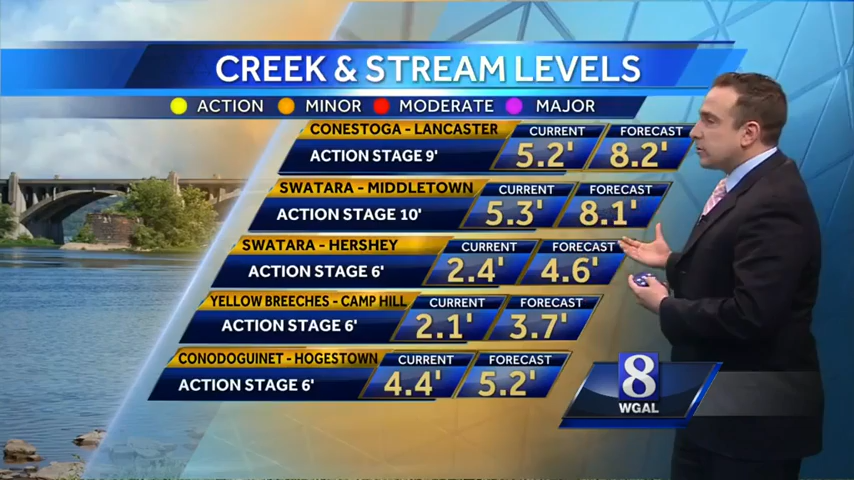 CREEK & STREAM LEVELS
ACTION MINOR MODERATE MAJOR
CONESTOGA - LANCASTER CURRENT FORECAST
ACTION STAGE 9' 5.2' 8.2'
SWATARA - MIDDLETOWN CURRENT FORECAST
ACTION STAGE 10' 5.3' 8.1'
SWATARA - HERSHEY CURRENT FORECAST
ACTION STAGE 6' 2.4' 4.6'
YELLOW BREECHES - CAMP HILL CURRENT FORECAST
ACTION STAGE 6' 2.1' 3.7'
CONODOGUINET - HOGESTOWN CURRENT FORECAST
ACTION STAGE 6' 4.4' 5.2'
8
WGAL